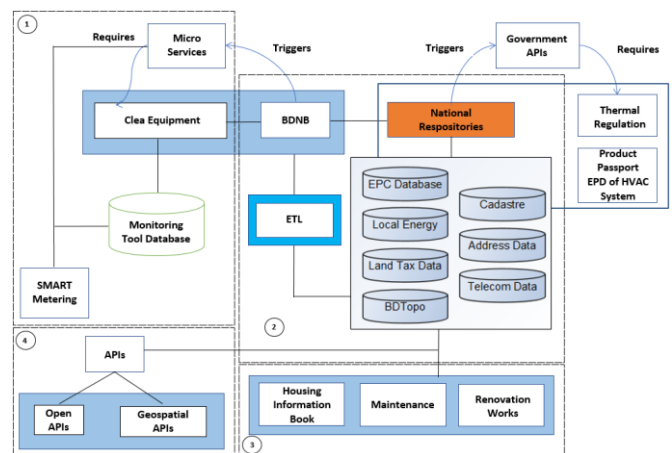 1
Requires
Micro
Services
Triggers
Triggers
Government
APIs
Requires
Clea Equipment
BDNB
National
Respositories
Thermal
Regulation
Product
Passport
EPD of HVAC
System
EPC Database
Cadastre
Local Energy
Address Data
Land Tax Data
Telecom Data
BDTopo
ETL
Monitoring
Tool Database
SMART
Metering
2
4
APIs
Open
APIs
Geospatial
APIs
Housing
Information
Book
Maintenance
Renovation
Works
3